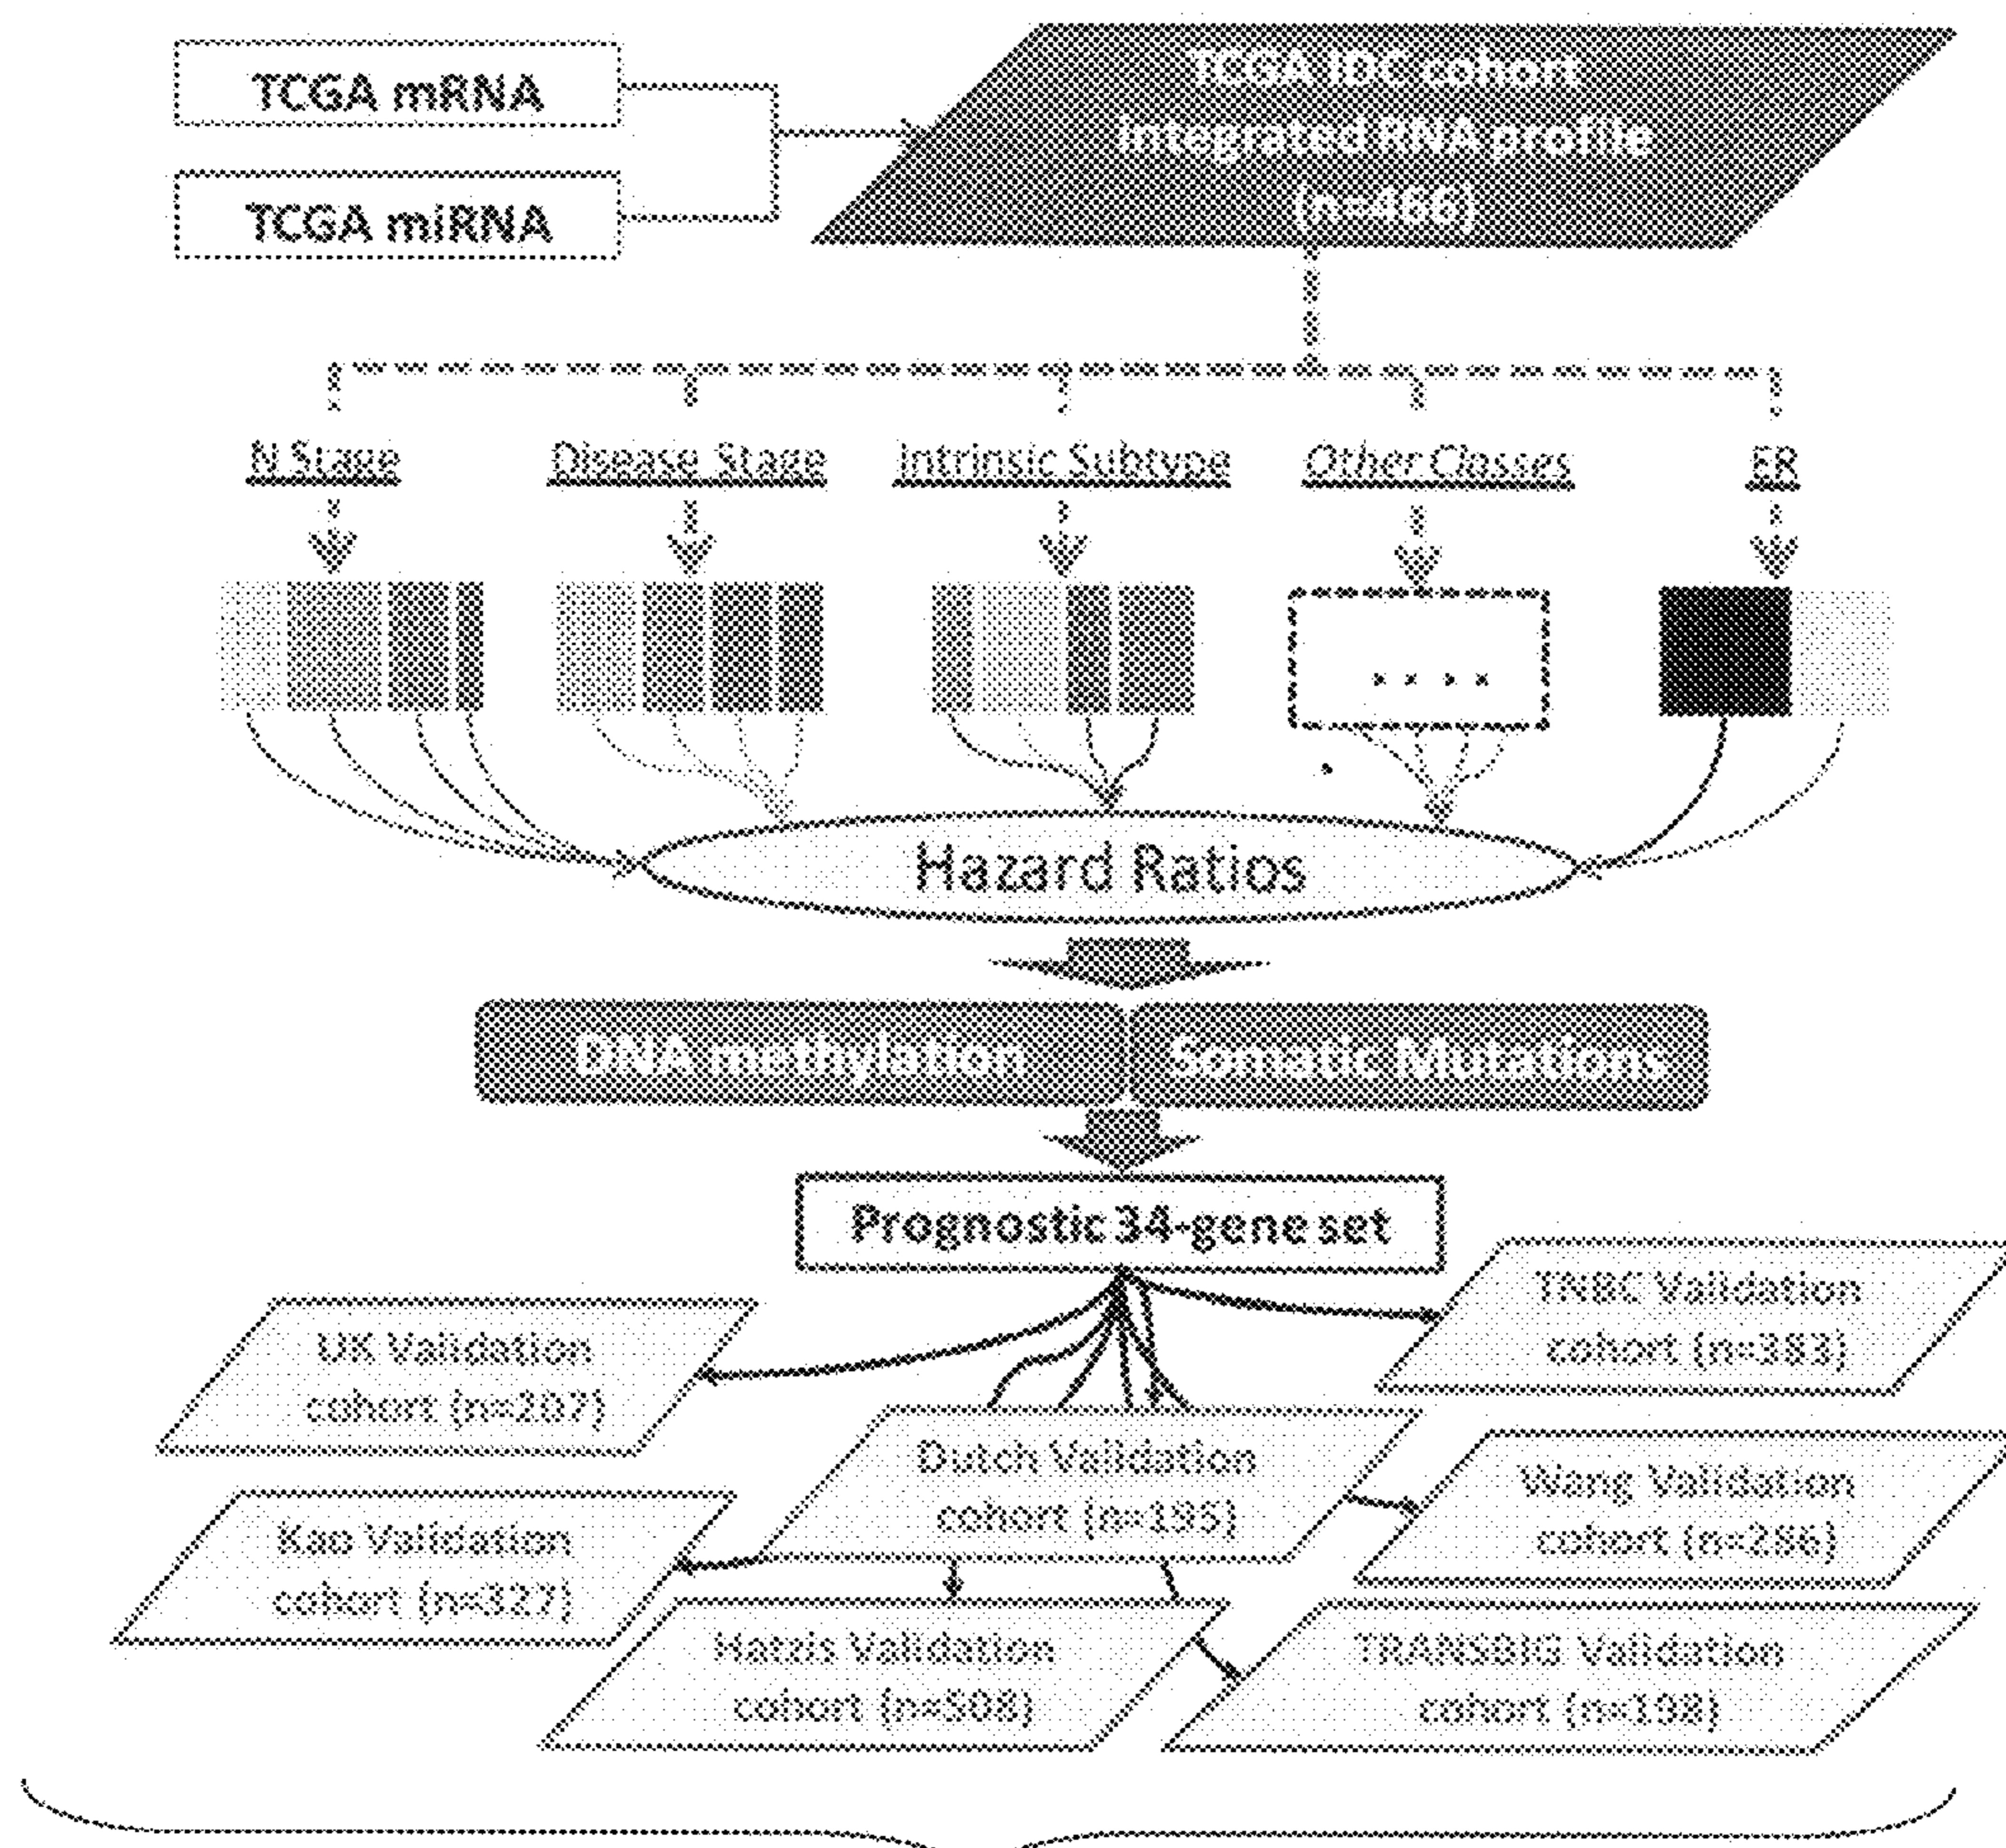 TCGA mRNA
TCGA miRNA
TCGA IDC cohort
Integrated RNA profile
(n=466)
N Stage
Disease Stage
Intrinsic Subtype
Other Classes
ER
. . . .
Hazard Ratios
DNA methylation
Somatic Mutations
Prognostic 34-gene set
TNBC Validation
cohort (n=383)
UK Validation
cohort (n=207)
Dutch Validation
cohort (n=195)
Wang Validation
cohort (n=286)
Kao Validation
cohort (n=327)
Hatzis Validation
cohort (n=508)
TRANSBIG Validation
cohort (n=198)